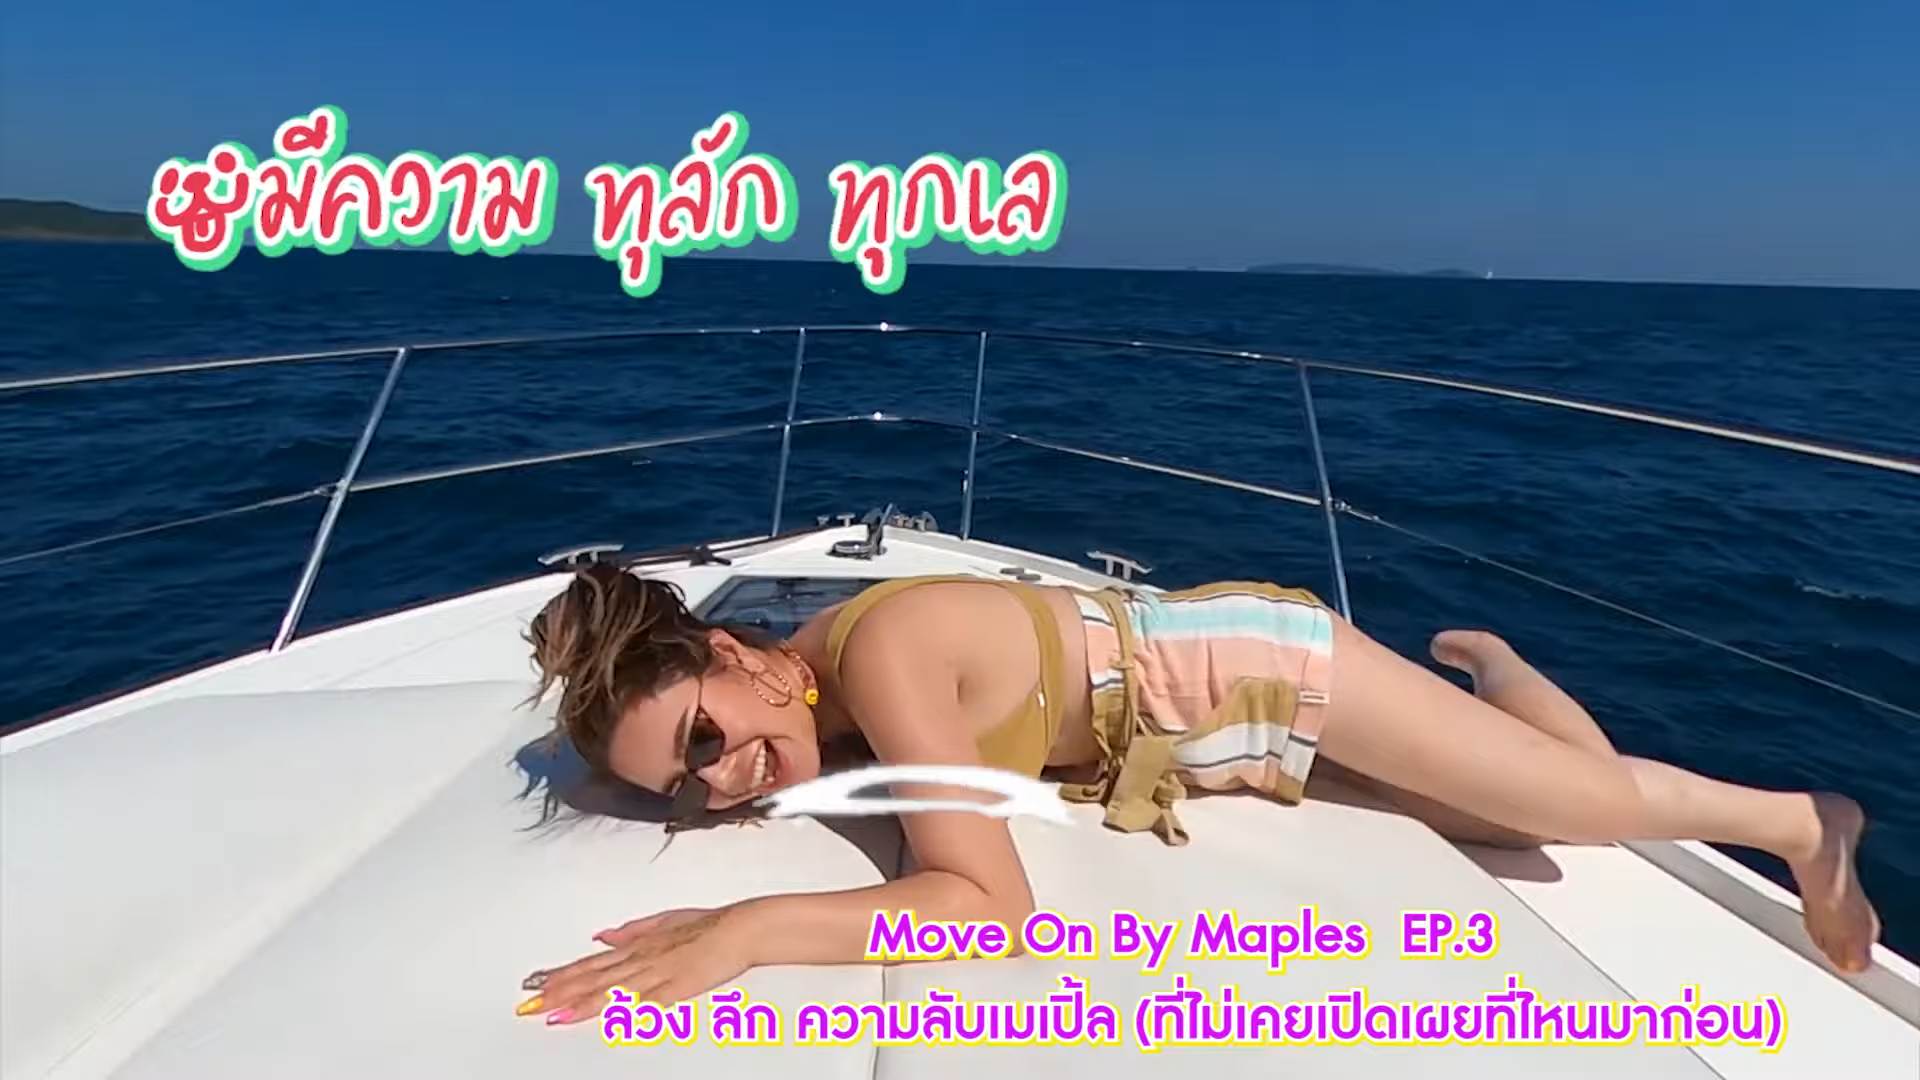 มีความ ทุลัก ทุกเล
Move On By Maples EP.3
ล้วง ลึก ความลับเมเปิ้ล (ที่ไม่เคยเปิดเผยที่ไหนมาก่อน)